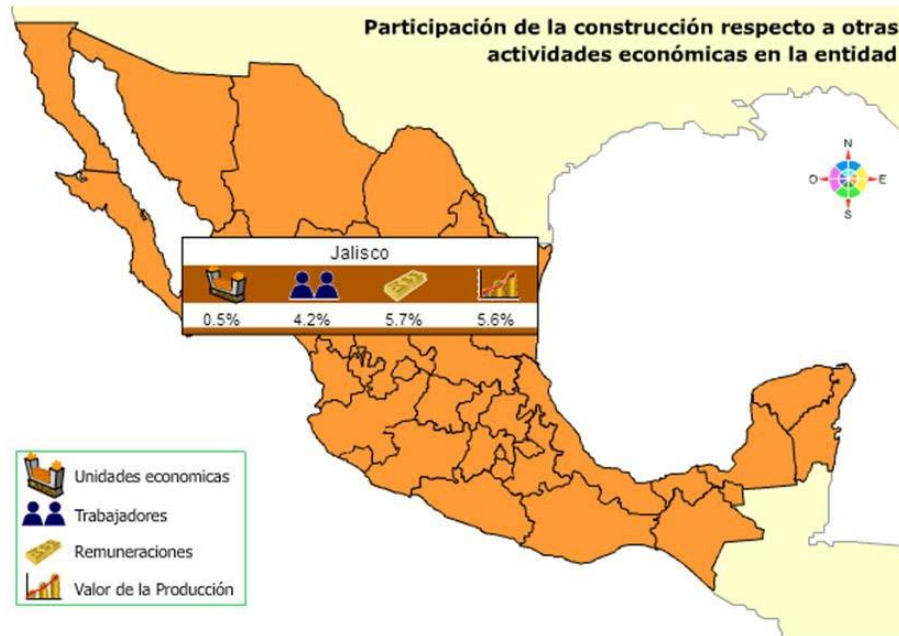 Participación de la construcción respecto a otras
actividades económicas en la entidad
N
O E
S
Jalisco
0.5% 4.2% 5.7% 5.6%
Unidades economicas
Trabajadores
Remuneraciones
Valor de la Producción